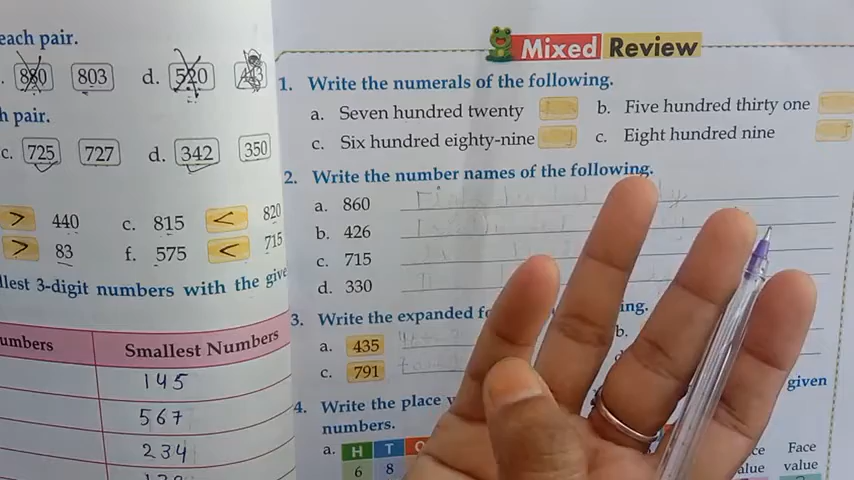 each pair.
880 803 d. 520 443
h pair.
c. 725 727 d. 342 350
> 440 c. 815 < 820
> 83 f. 575 < 715
llest 3-digit numbers with the give
umbers Smallest Numbers
145
567
234
Mixed Review
1. Write the numerals of the following.
a. Seven hundred twenty b. Five hundred thirty one
c. Six hundred eighty-nine c. Eight hundred nine
2. Write the number names of the following.
a. 860
b. 426
c. 715
d. 330
3. Write the expanded fo ing.
a. 435 b.
c. 791
4. Write the place v given
numbers.
a. H T O ce Face
6 8 alue value